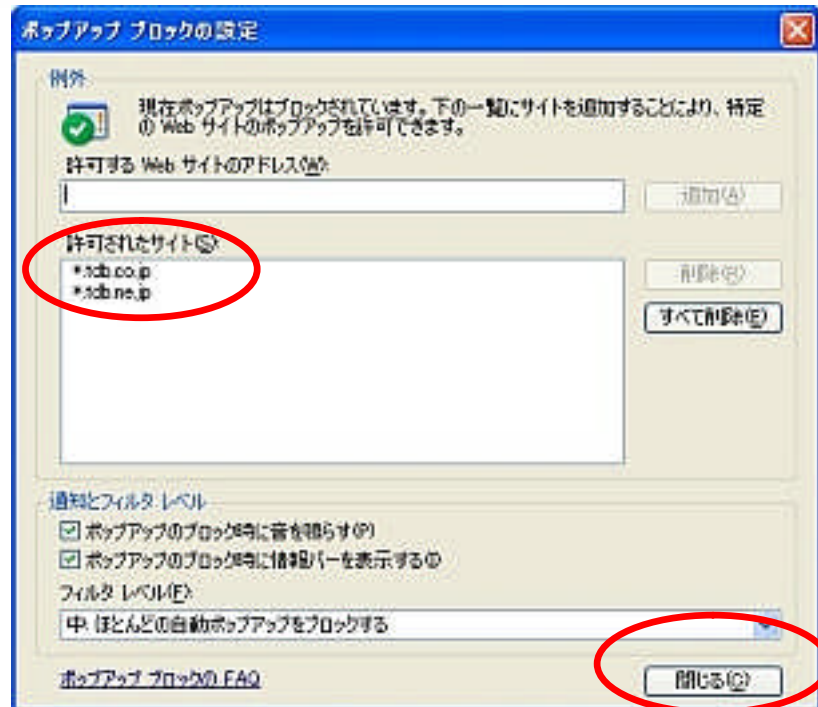 ポップアップ ブロックの設定
例外
現在ポップアップはブロックされています。下の一覧にサイトを追加することにより、特定
の Web サイトのポップアップを許可できます。
許可する Web サイトのアドレス(W):
追加(A)
許可されたサイト(S):
*.tdb.co.jp
*.tdb.ne.jp
削除(R)
すべて削除(E)
通知とフィルタ レベル
ポップアップのブロック時に音を鳴らす(P)
ポップアップのブロック時に情報バーを表示する(I)
フィルタ レベル(F):
中: ほとんどの自動ポップアップをブロックする
ポップアップ ブロックの FAQ
閉じる(C)